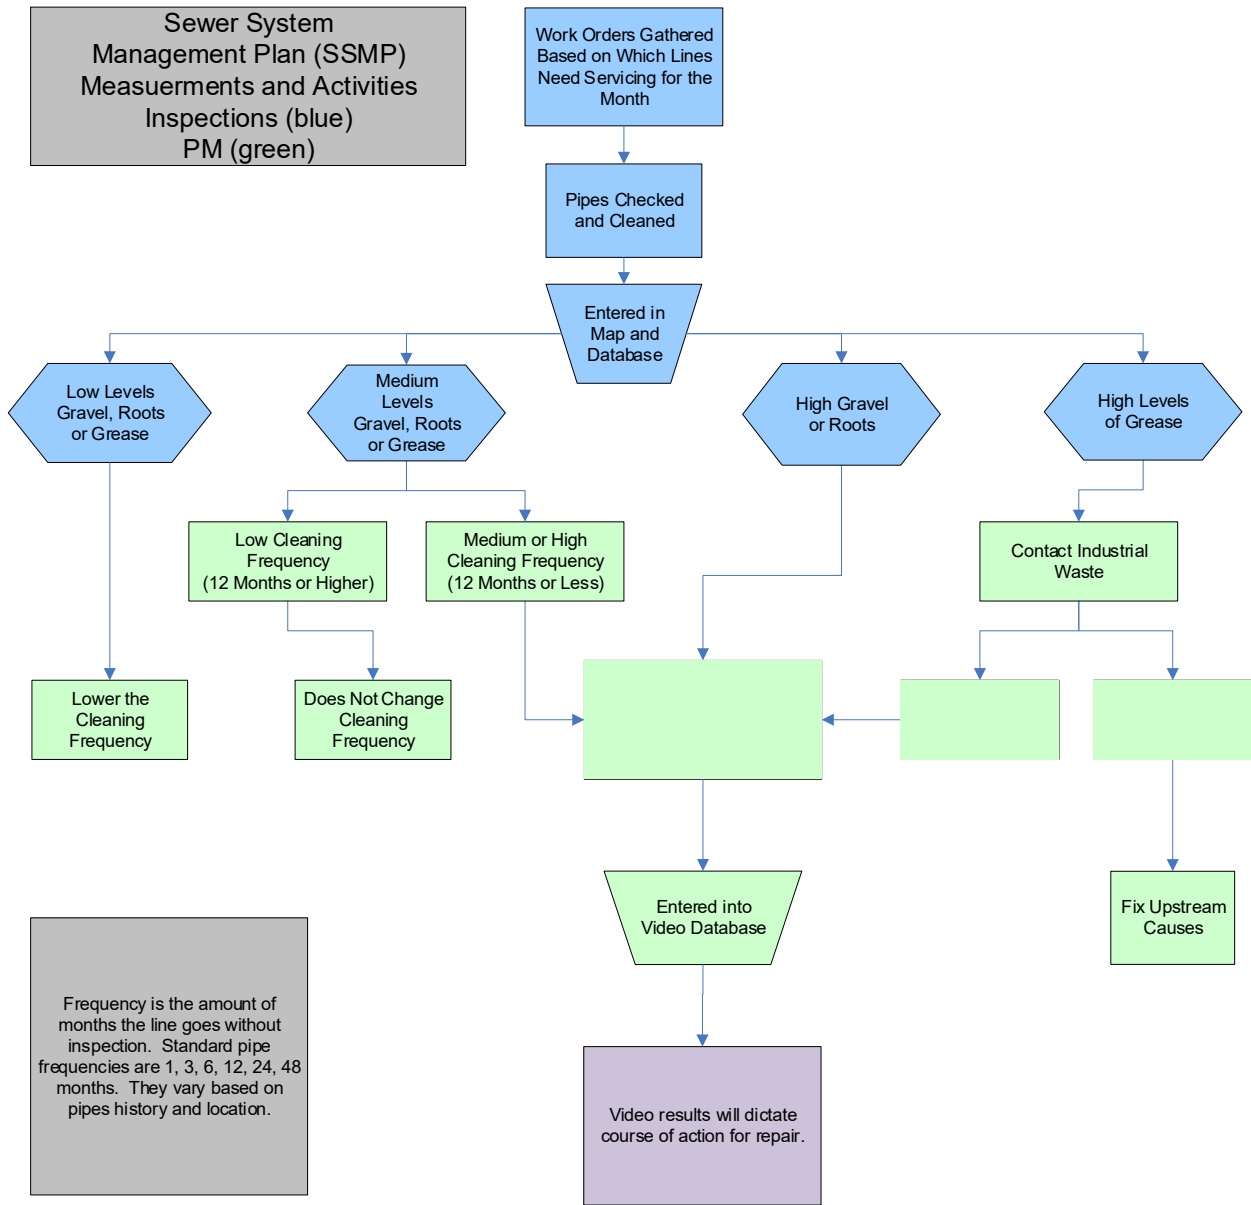 Sewer System
Management Plan (SSMP)
Measuerments and Activities
Inspections (blue)
PM (green)
Work Orders Gathered
Based on Which Lines
Need Servicing for the
Month
Pipes Checked
and Cleaned
Entered in
Map and
Database
Low Levels
Gravel, Roots
or Grease
Medium
Levels
Gravel, Roots
or Grease
High Gravel
or Roots
High Levels
of Grease
Low Cleaning
Frequency
(12 Months or Higher)
Medium or High
Cleaning Frequency
(12 Months or Less)
Contact Industrial
Waste
Lower the
Cleaning
Frequency
Does Not Change
Cleaning
Frequency
Entered into
Video Database
Fix Upstream
Causes
Frequency is the amount of
months the line goes without
inspection. Standard pipe
frequencies are 1, 3, 6, 12, 24, 48
months. They vary based on
pipes history and location.
Video results will dictate
course of action for repair.